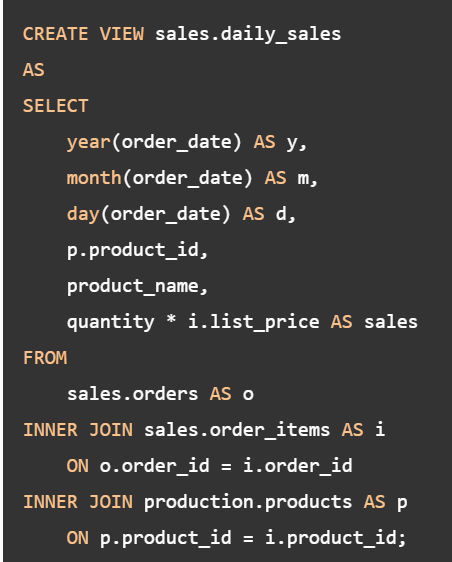 CREATE VIEW sales.daily_sales
AS
SELECT
    year(order_date) AS y,
    month(order_date) AS m,
    day(order_date) AS d,
    p.product_id,
    product_name,
    quantity * i.list_price AS sales
FROM
    sales.orders AS o
INNER JOIN sales.order_items AS i
    ON o.order_id = i.order_id
INNER JOIN production.products AS p
    ON p.product_id = i.product_id;